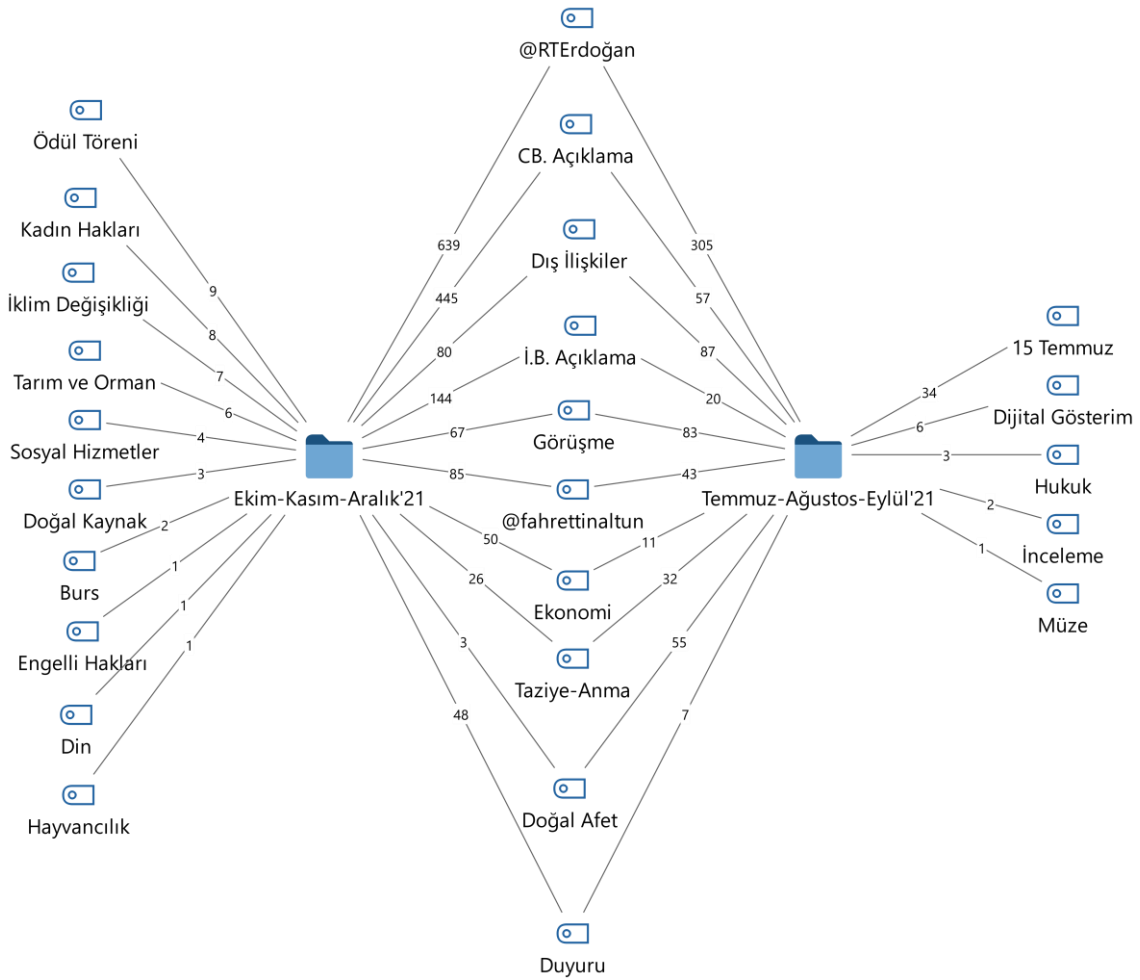 @RTErdoğan
Ödül Töreni
CB. Açıklama
Kadın Hakları
Dış İlişkiler
639
305
İklim Değişikliği
9
445
57
8
İ.B. Açıklama
15 Temmuz
80
87
7
Tarım ve Orman
34
144
20
6
Görüşme
Dijital Gösterim
67
83
6
4
Sosyal Hizmetler
3
85
43
3
Hukuk
Ekim-Kasım-Aralık'21
Temmuz-Ağustos-Eylül'21
Doğal Kaynak
@fahrettinaltun
2
2
İnceleme
50
11
1
Burs
1
Ekonomi
26
32
Müze
1
1
3
55
Engelli Hakları
Taziye-Anma
48
7
Din
Doğal Afet
Hayvancılık
Duyuru